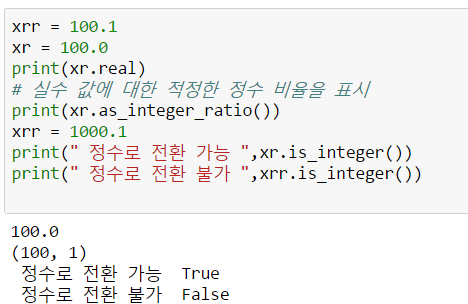 xrr = 100.1
xr = 100.0
print(xr.real)
# 실수 값에 대한 적정한 정수 비율을 표시
print(xr.as_integer_ratio())
xrr = 1000.1
print(" 정수로 전환 가능 ",xr.is_integer())
print(" 정수로 전환 불가 ",xrr.is_integer())
100.0
(100, 1)
 정수로 전환 가능  True
 정수로 전환 불가  False